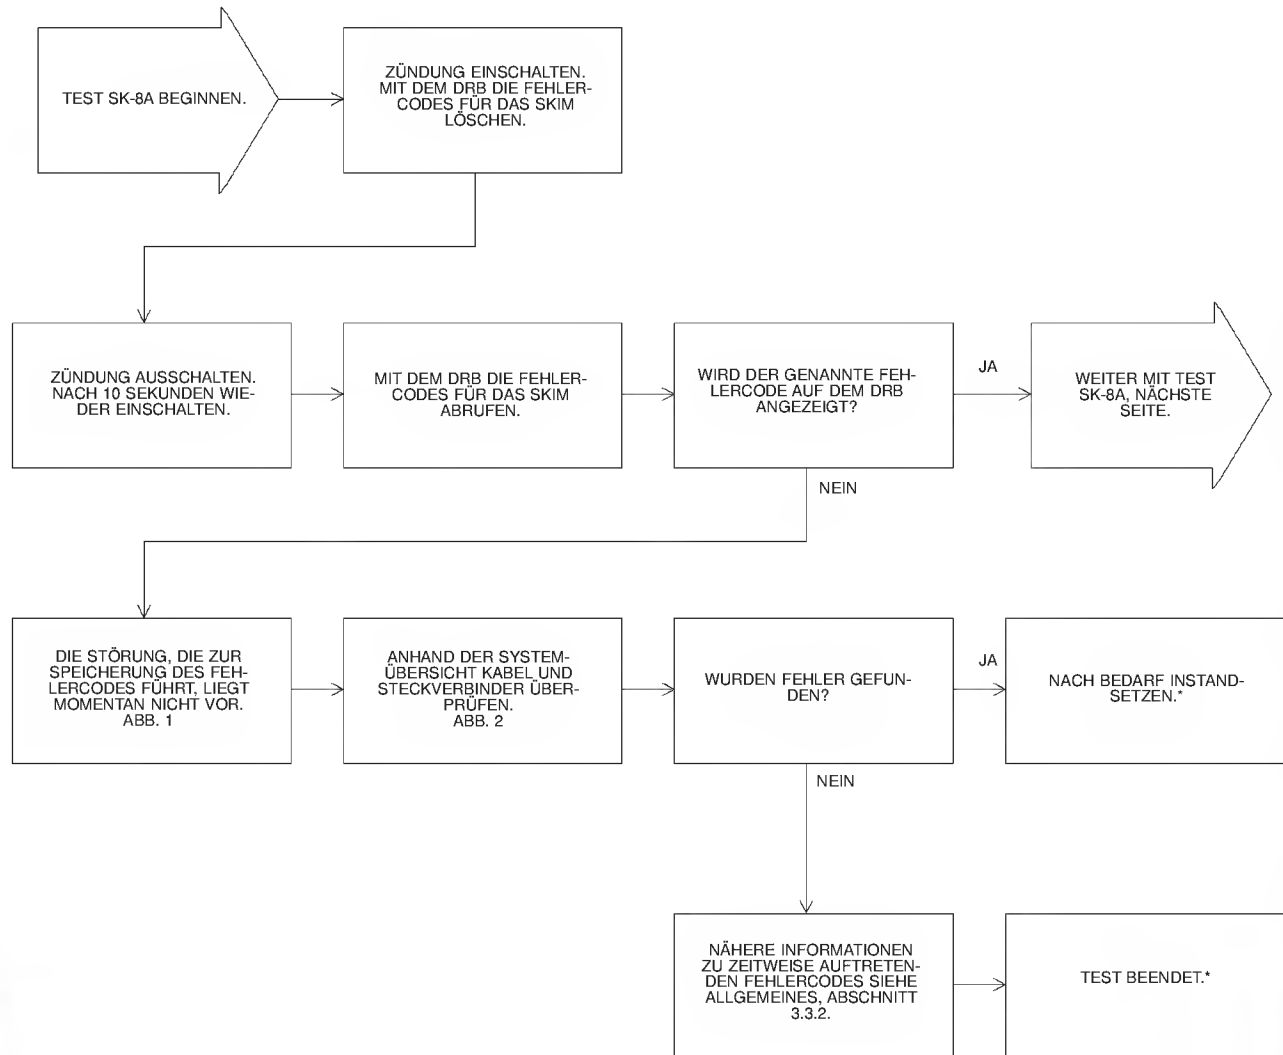 TEST SK-8A BEGINNEN.
ZÜNDUNG EINSCHALTEN.
MIT DEM DRB DIE FEHLER-
CODES FÜR DAS SKIM
LÖSCHEN.
ZÜNDUNG AUSSCHALTEN.
NACH 10 SEKUNDEN WIE-
DER EINSCHALTEN.
MIT DEM DRB DIE FEHLER-
CODES FÜR DAS SKIM
ABRUFEN.
WIRD DER GENANNTE FEH-
LERCODE AUF DEM DRB
ANGEZEIGT?
JA
WEITER MIT TEST
SK-8A, NÄCHSTE
SEITE.
NEIN
DIE STÖRUNG, DIE ZUR
SPEICHERUNG DES FEH-
LERCODES FÜHRT, LIEGT
MOMENTAN NICHT VOR.
ABB. 1
ANHAND DER SYSTEM-
ÜBERSICHT KABEL UND
STECKVERBINDER ÜBER-
PRÜFEN.
ABB. 2
WURDEN FEHLER GEFUN-
DEN?
JA
NACH BEDARF INSTAND-
SETZEN.*
NEIN
NÄHERE INFORMATIONEN
ZU ZEITWEISE AUFTRETEN-
DEN FEHLERCODES SIEHE
ALLGEMEINES, ABSCHNITT
3.3.2.
TEST BEENDET.*